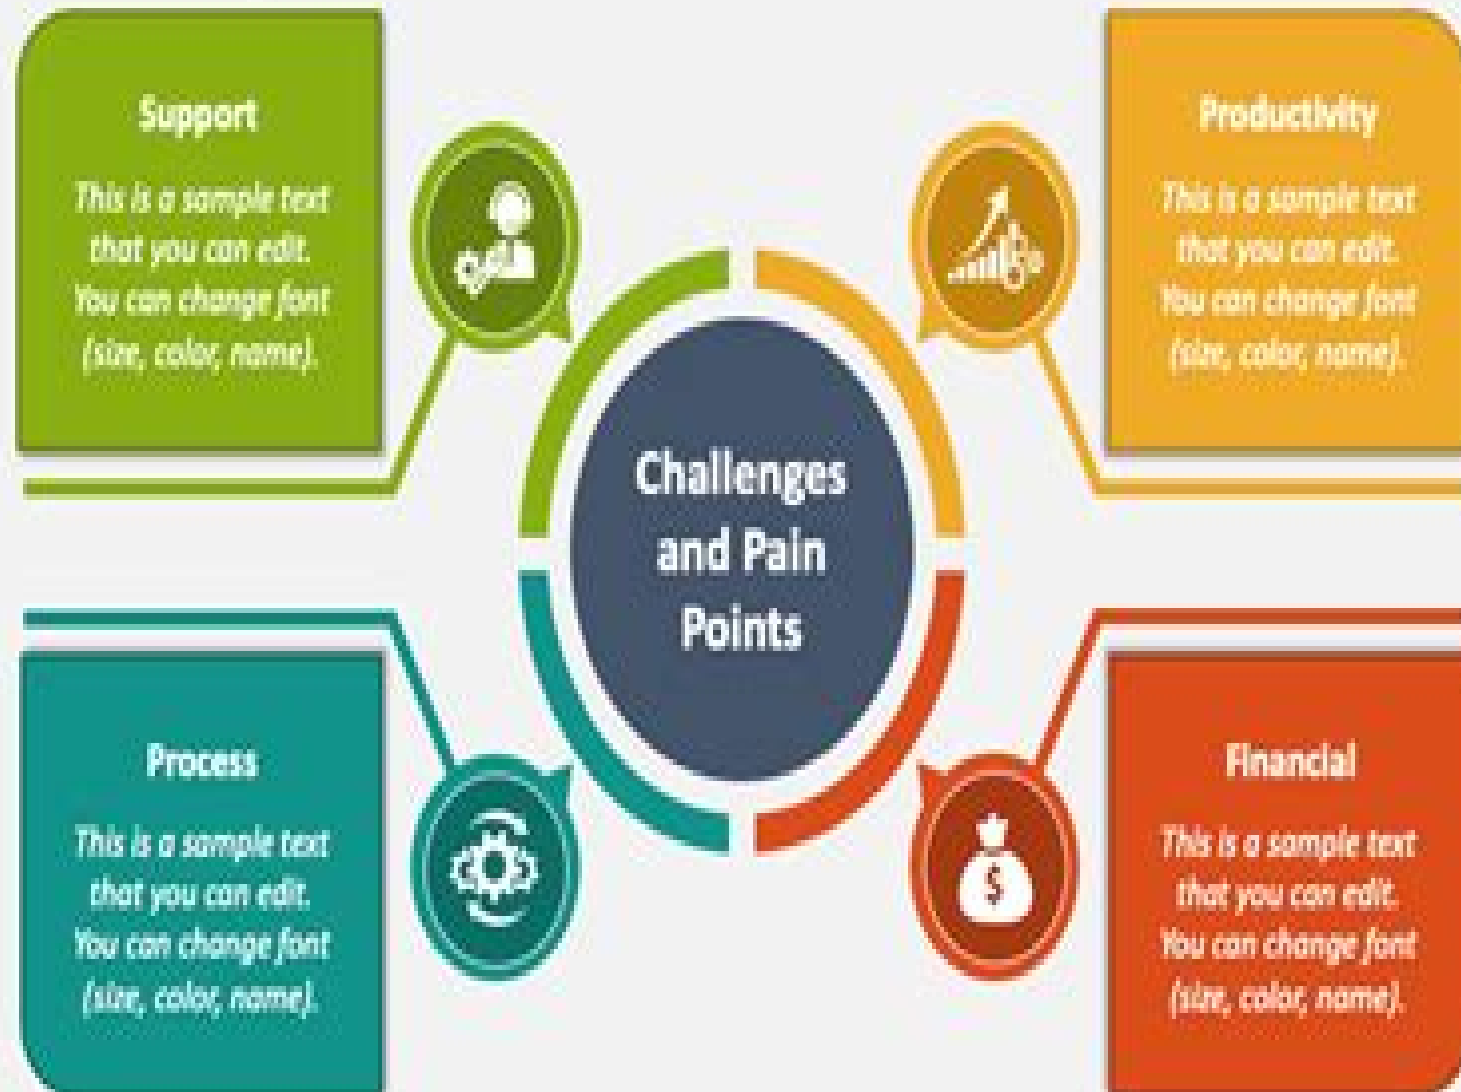 Support
This is a sample text
that you can edit.
You can change font
(size, color, name).
Productivity
This is a sample text
that you can edit.
You can change font
(size, color, name).
Challenges
and Pain
Points
Process
This is a sample text
that you can edit.
You can change font
(size, color, name).
Financial
This is a sample text
that you can edit.
You can change font
(size, color, name).
$